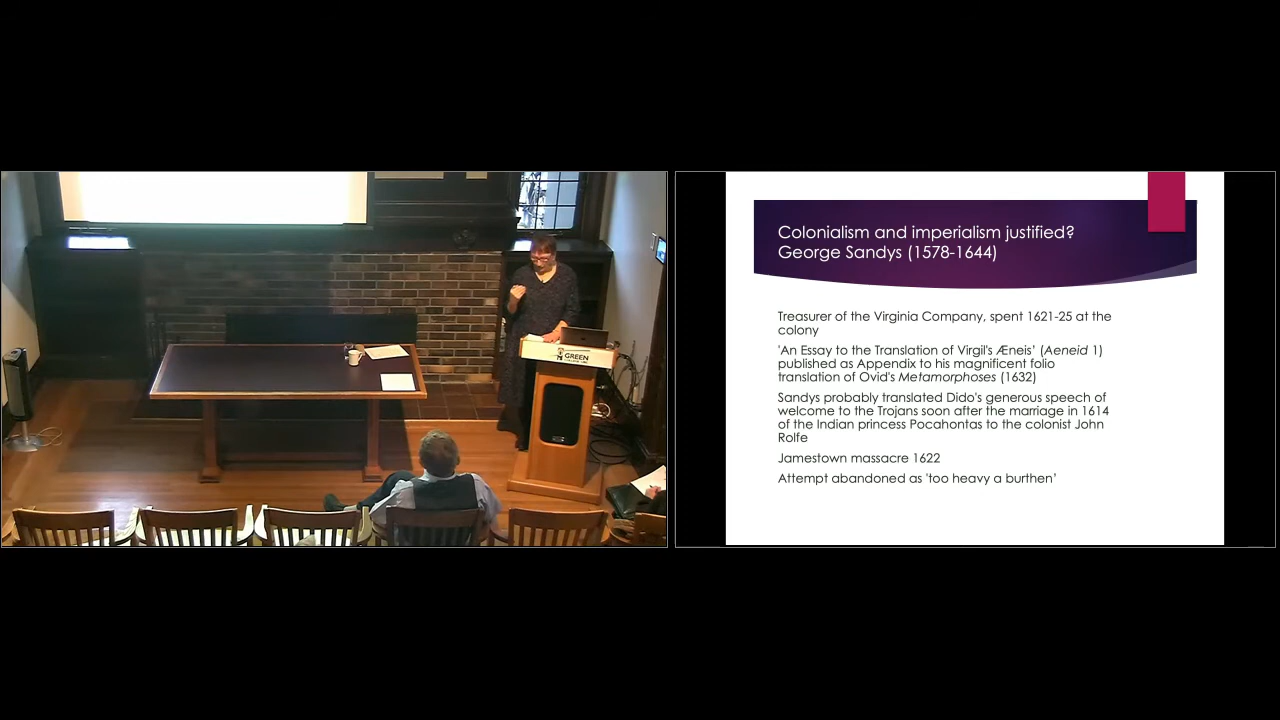 GREEN
Colonialism and imperialism justified?
George Sandys (1578-1644)
Treasurer of the Virginia Company, spent 1621-25 at the
colony
'An Essay to the Translation of Virgil's Æneis’ (Aeneid 1)
published as Appendix to his magnificent folio
translation of Ovid's Metamorphoses (1632)
Sandys probably translated Dido's generous speech of
welcome to the Trojans soon after the marriage in 1614
of the Indian princess Pocahontas to the colonist John
Rolfe
Jamestown massacre 1622
Attempt abandoned as 'too heavy a burthen’